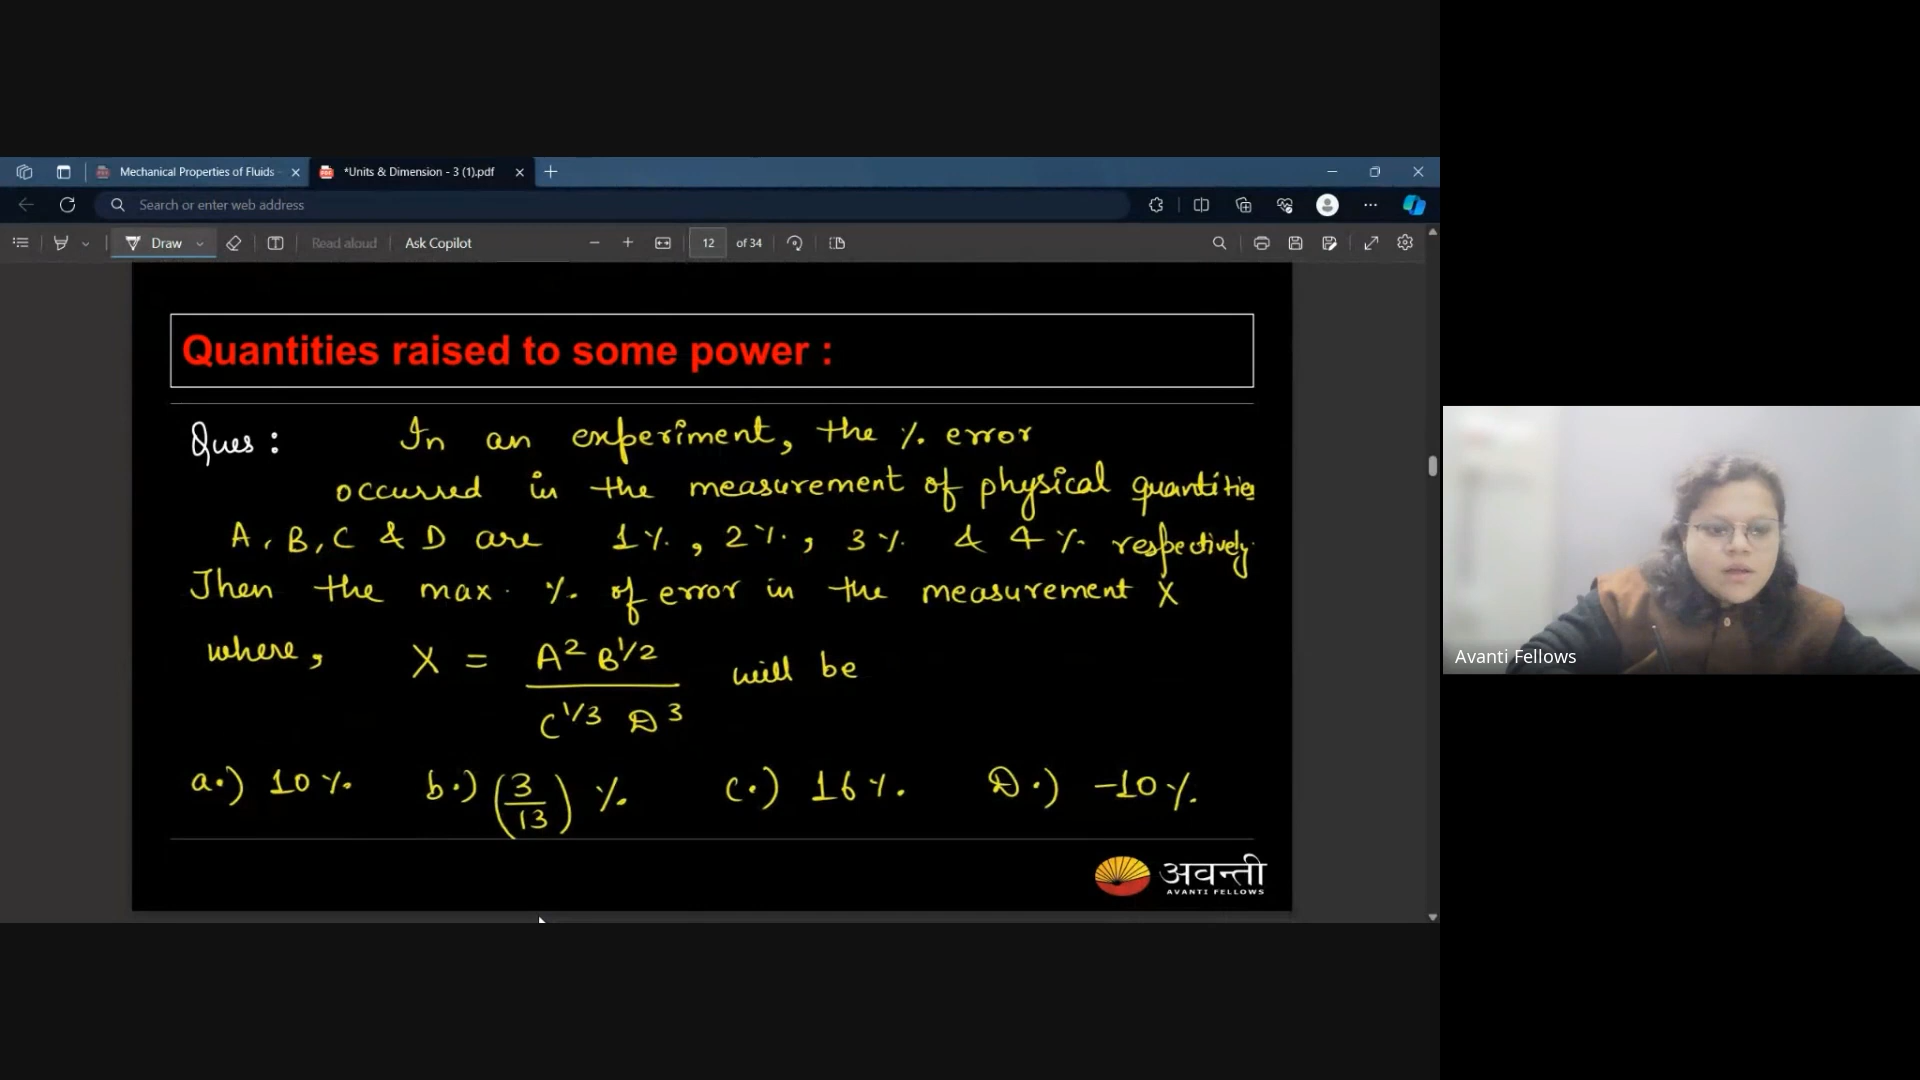 Mechanical Properties of Fluids
*Units & Dimension - 3 (1).pdf
Search or enter web address
Draw
Read aloud
Ask Copilot
12
of 34
Quantities raised to some power :
Ques : In an experiment, the % error
occurred in the measurement of physical quantities
A, B, C & D are 1%, 2%, 3% & 4% respectively.
Then the max. % of error in the measurement X
where, X = A² B^1/2 / C^1/3 D³ will be
a.) 10% b.) (3/13) % c.) 16% D.) -10%
अवन्ती
AVANTI FELLOWS
Avanti Fellows